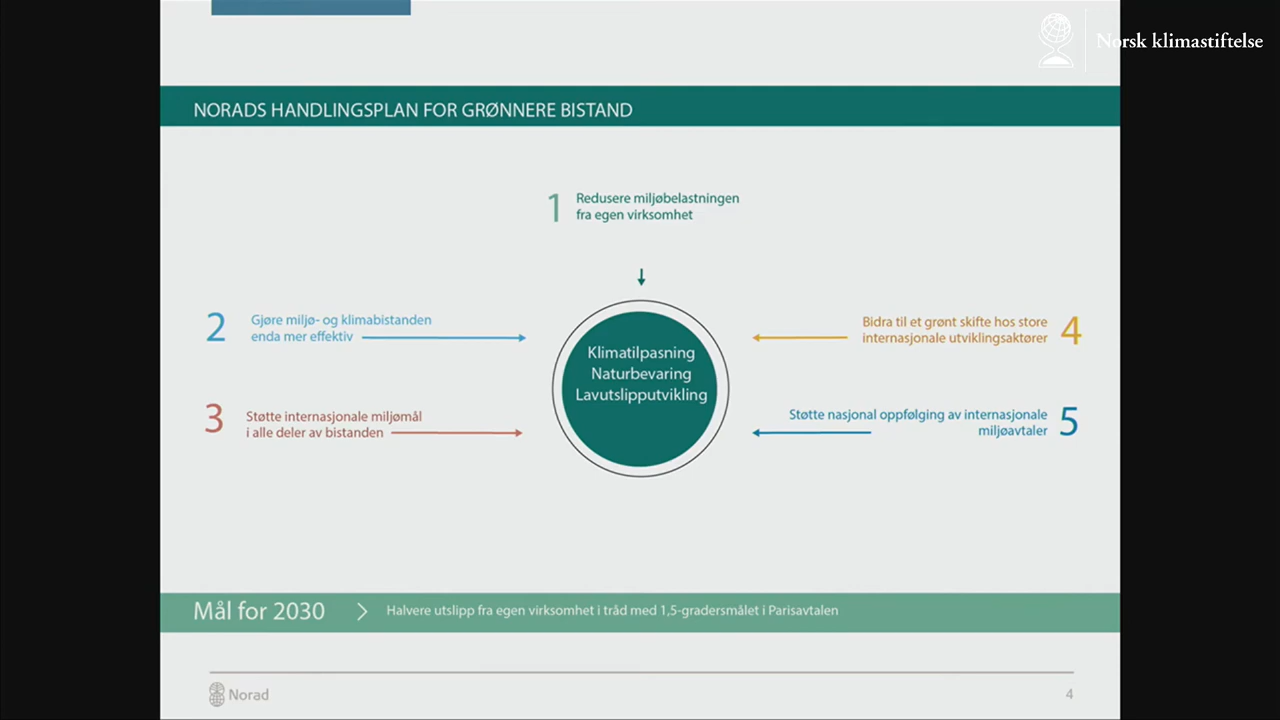 Norsk klimastiftelse
NORADS HANDLINGSPLAN FOR GRØNNERE BISTAND
1
Redusere miljøbelastningen
fra egen virksomhet
2
Gjøre miljø- og klimabistanden
enda mer effektiv
3
Støtte internasjonale miljømål
i alle deler av bistanden
Klimatilpasning
Naturbevaring
Lavutslipputvikling
Bidra til et grønt skifte hos store
internasjonale utviklingsaktører
4
Støtte nasjonal oppfølging av internasjonale
miljøavtaler
5
Mål for 2030
Halvere utslipp fra egen virksomhet i tråd med 1,5-gradersmålet i Parisavtalen
Norad
4